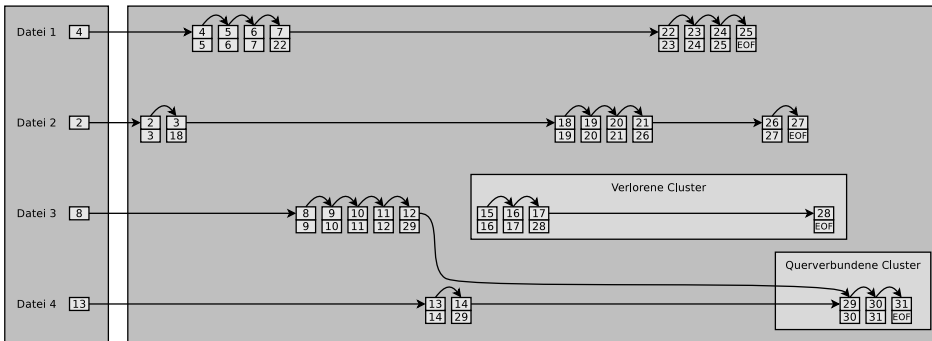 Datei 1 4 4 5 6 7 22 23 24 25
5 6 7 22 23 24 25 EOF
Datei 2 2 2 3 18 19 20 21 26 27
3 18 19 20 21 26 27 EOF
Verlorene Cluster
Datei 3 8 8 9 10 11 12 15 16 17 28
9 10 11 12 29 16 17 28 EOF
Querverbundene Cluster
Datei 4 13 13 14 29 30 31
14 29 30 31 EOF